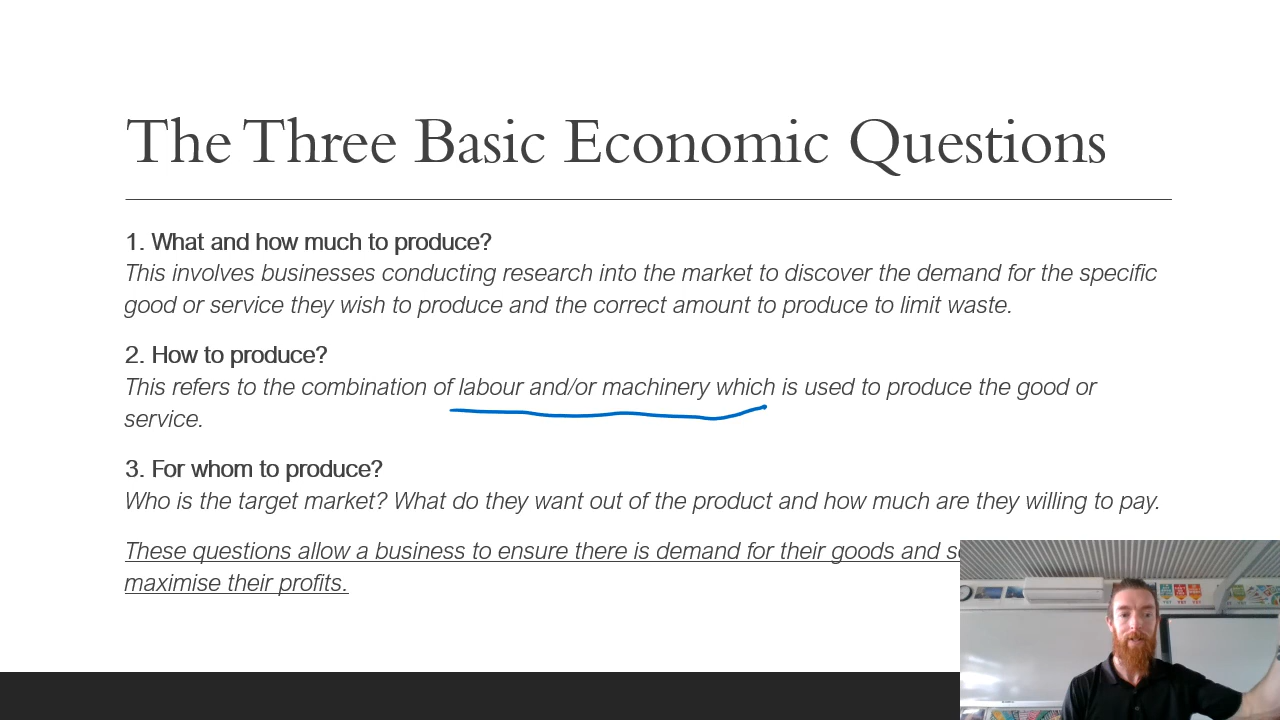 The Three Basic Economic Questions
1. What and how much to produce?
This involves businesses conducting research into the market to discover the demand for the specific
good or service they wish to produce and the correct amount to produce to limit waste.
2. How to produce?
This refers to the combination of labour and/or machinery which is used to produce the good or
service.
3. For whom to produce?
Who is the target market? What do they want out of the product and how much are they willing to pay.
These questions allow a business to ensure there is demand for their goods and
maximise their profits.